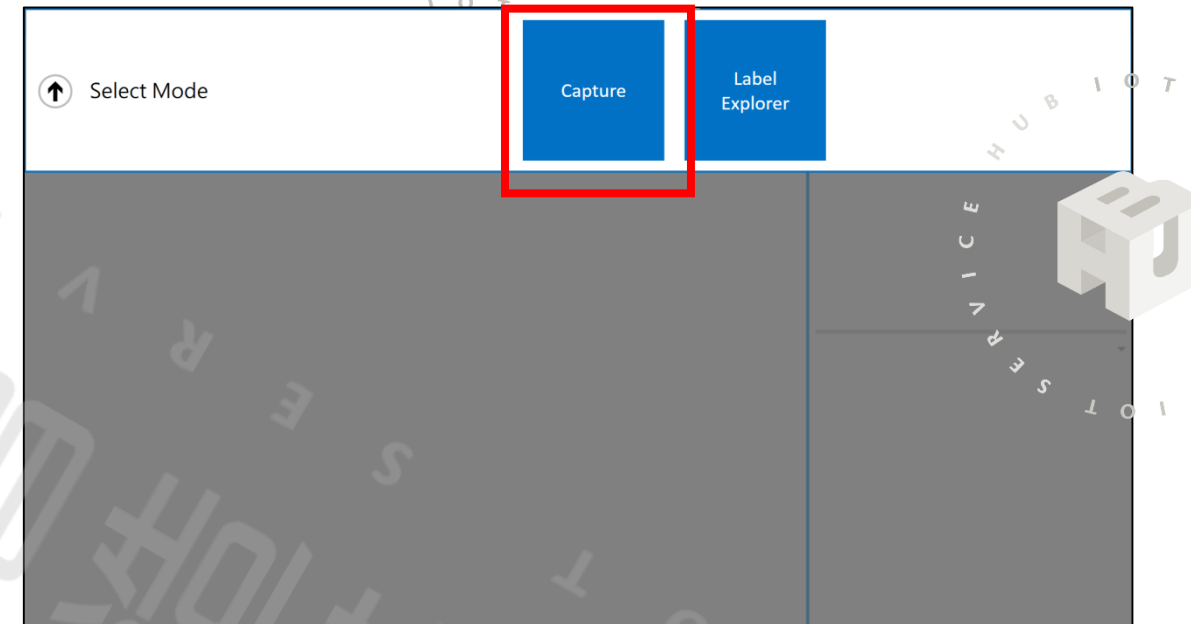 Select Mode
Capture
Label
Explorer
HUB IOT
SERVICE
IOT
S E R V